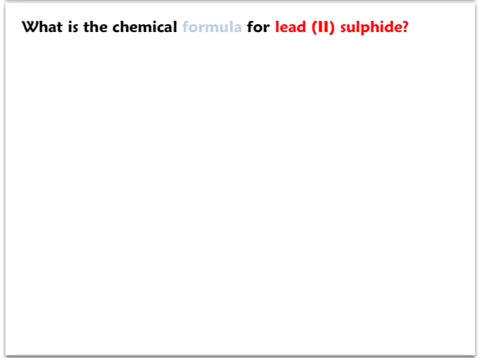 What is the chemical formula for lead (II) sulphide?